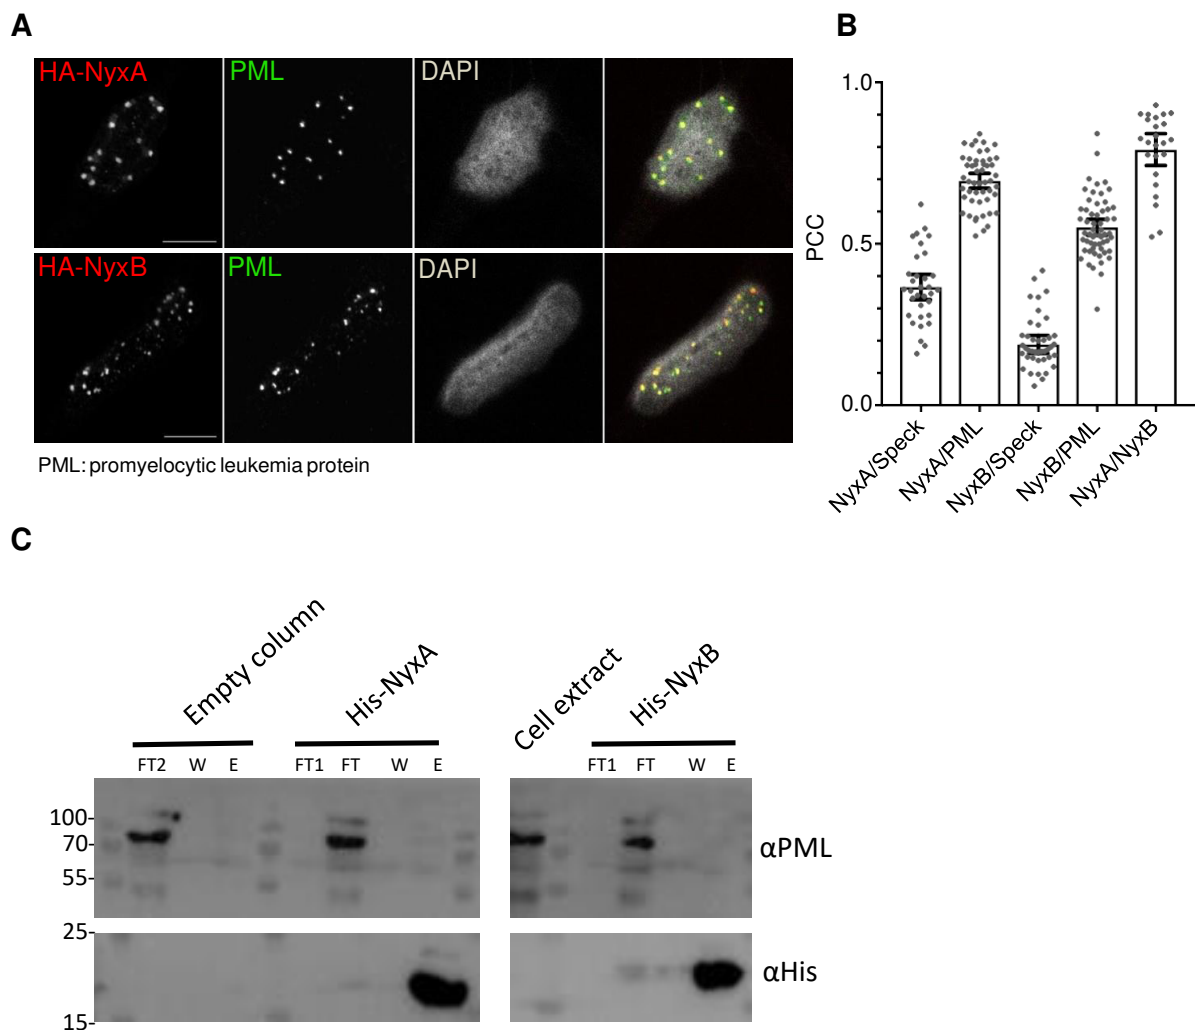 A
HA-NyxA PML DAPI
HA-NyxB PML DAPI
PML: promyelocytic leukemia protein
B
1.0
0.5
0.0
PCC
NyxA/Speck
NyxA/PML
NyxB/Speck
NyxB/PML
NyxA/NyxB
C
Empty column His-NyxA Cell extract His-NyxB
FT2 W E FT1 FT W E FT1 FT W E
100-
70-
55-
αPML
25-
15-
αHis